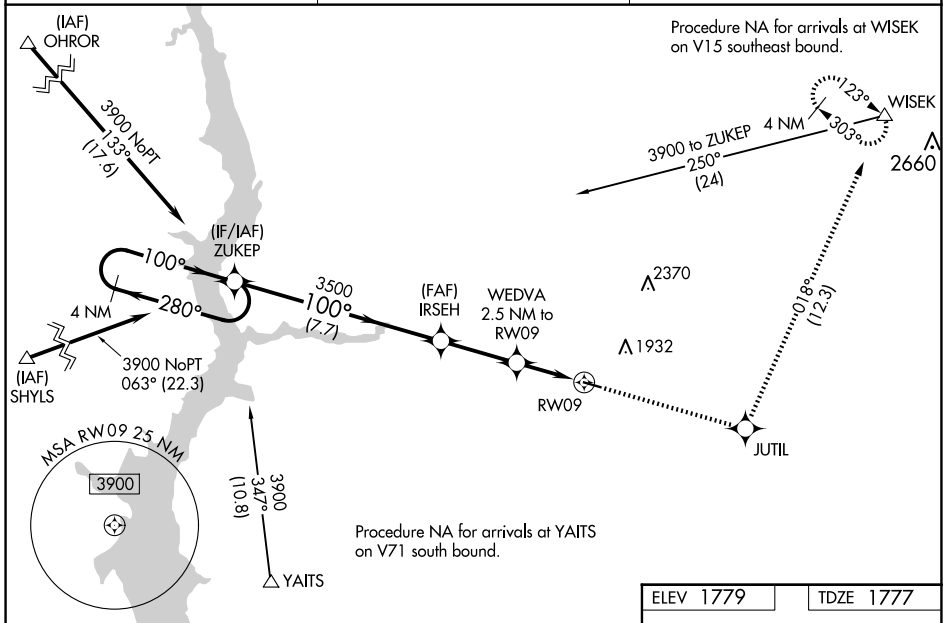 (IAF)
OHROR
3900 NoPT
133°
(17.6)
Procedure NA for arrivals at WISEK
on V15 southeast bound.
123°
303°
4 NM
WISEK
2660
3900 to ZUKEP
250°
(24)
(IF/IAF)
ZUKEP
100°
280°
4 NM
3500
100°
(7.7)
(FAF)
IRSEH
WEDVA
2.5 NM to
RW09
2370
1932
018°
(12.3)
3900 NoPT
063° (22.3)
(IAF)
SHYLS
RW09
JUTIL
MSA RW09 25 NM
3900
3900
347°
(10.8)
YAITS
Procedure NA for arrivals at YAITS
on V71 south bound.
ELEV 1779
TDZE 1777